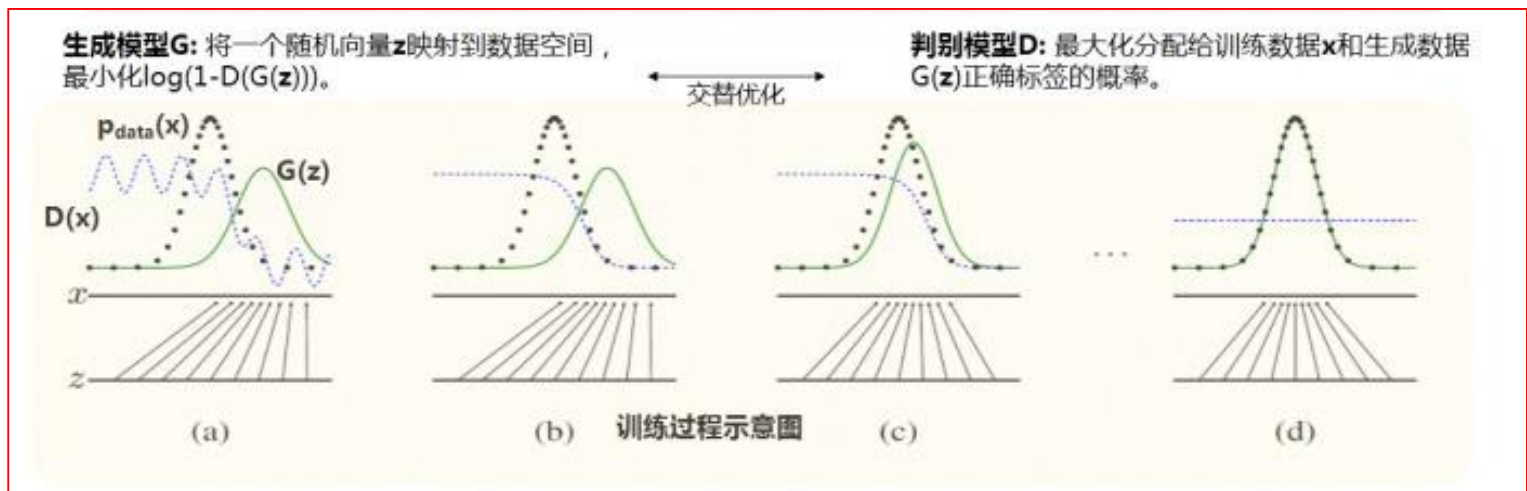 生成模型G: 将一个随机向量z映射到数据空间，
最小化log(1-D(G(z)))。
判别模型D: 最大化分配给训练数据x和生成数据
G(z)正确标签的概率。
交替优化
p_data(x)
G(z)
D(x)
...
x
z
(a)
(b)
训练过程示意图
(c)
(d)